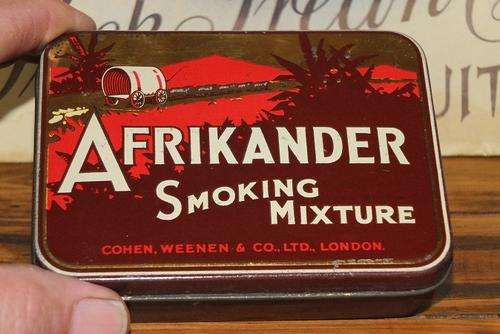 AFRIKANDER
SMOKING
MIXTURE
COHEN, WEENEN & CO., LTD., LONDON.